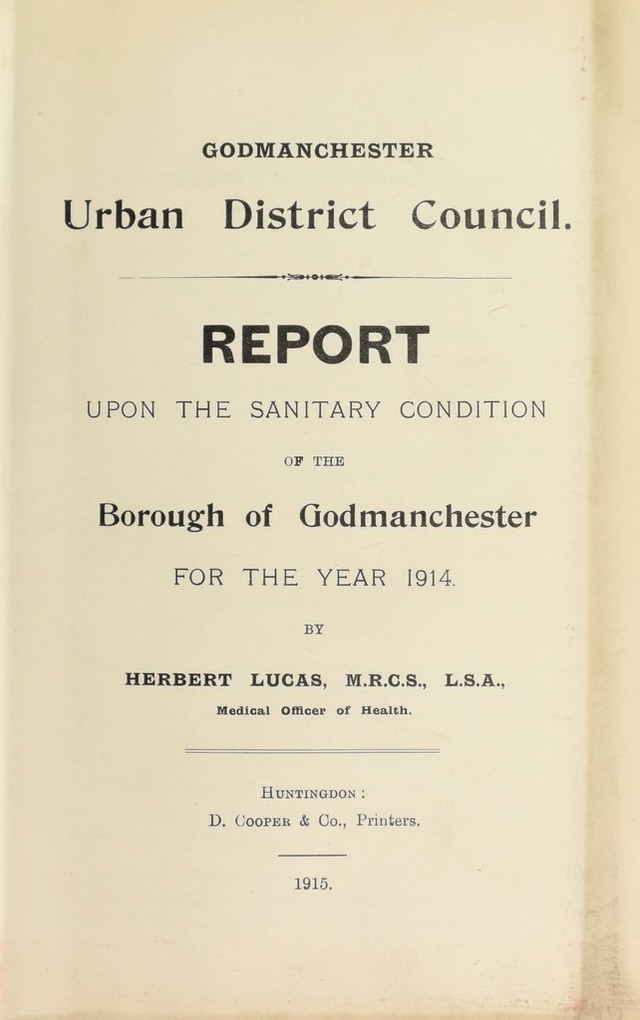 GODMANCHESTER
Urban District Council.
REPORT
UPON THE SANITARY CONDITION
OF THE
Borough of Godmanchester
FOR THE YEAR 1914.
BY
HERBERT LUCAS, M.R.C.S., L.S.A.,
Medical Officer of Health.
HUNTINGDON :
D. COOPER & Co., Printers.
1915.